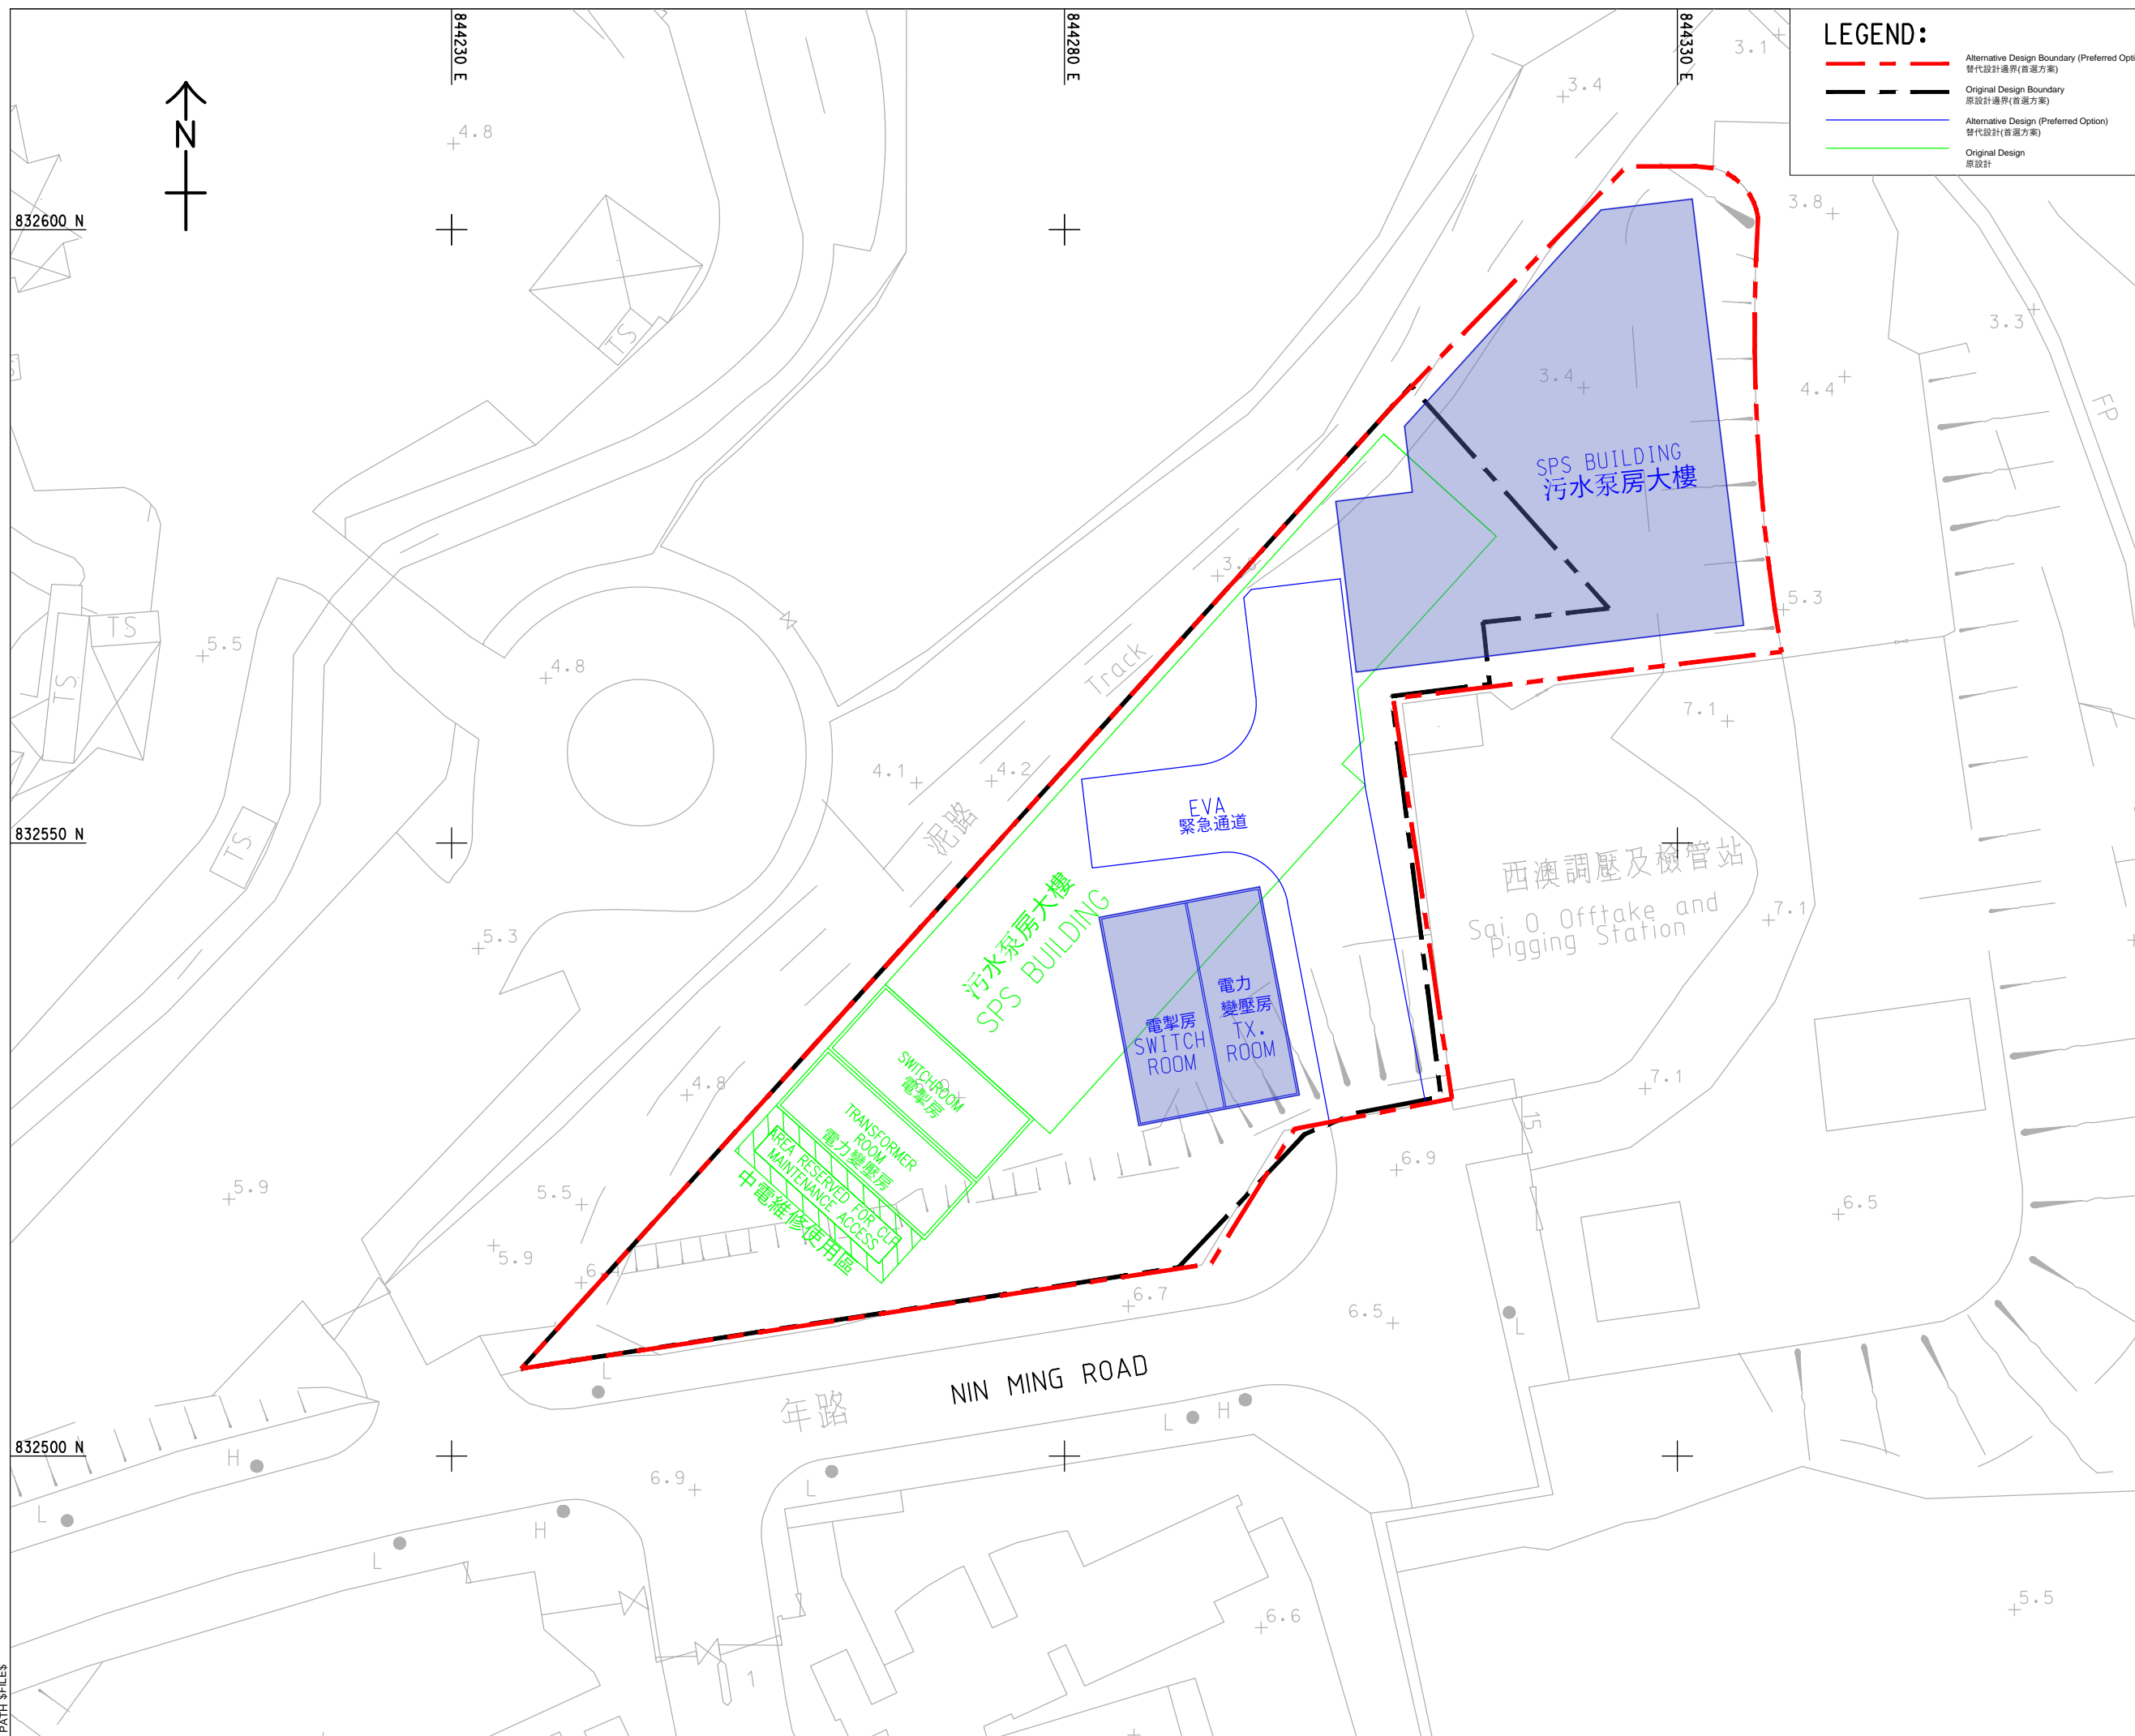 844230 E
844280 E
844330 E
LEGEND:
Alternative Design Boundary (Preferred Opti
替代設計邊界(首選方案)
Original Design Boundary
原設計邊界(首選方案)
Alternative Design (Preferred Option)
替代設計(首選方案)
Original Design
原設計
N
832600 N
832550 N
832500 N
3.1
3.4
4.8
3.8
3.3
3.4
4.4
FP
TS
SPS BUILDING
污水泵房大樓
5.3
TS
TS
5.5
4.8
Track
7.1
4.1
4.2
泥路
TS
EVA
緊急通道
西澳調壓及檢管站
Sai O Offtake and
Pigging Station
7.1
5.3
污水泵房大樓
SPS BUILDING
電掣房
SWITCH
ROOM
電力
變壓房
TX.
ROOM
4.8
SWITCHROOM
電掣房
TRANSFORMER
ROOM
電力變壓房
AREA RESERVED FOR CLP
MAINTENANCE ACCESS
中電維修使用區
7.1
15
6.9
6.5
5.9
5.5
5.9
6.7
6.5
L
L
NIN MING ROAD
年路
L
H
H
6.9
L
L
H
L
6.6
5.5
1
PATH $FILE$